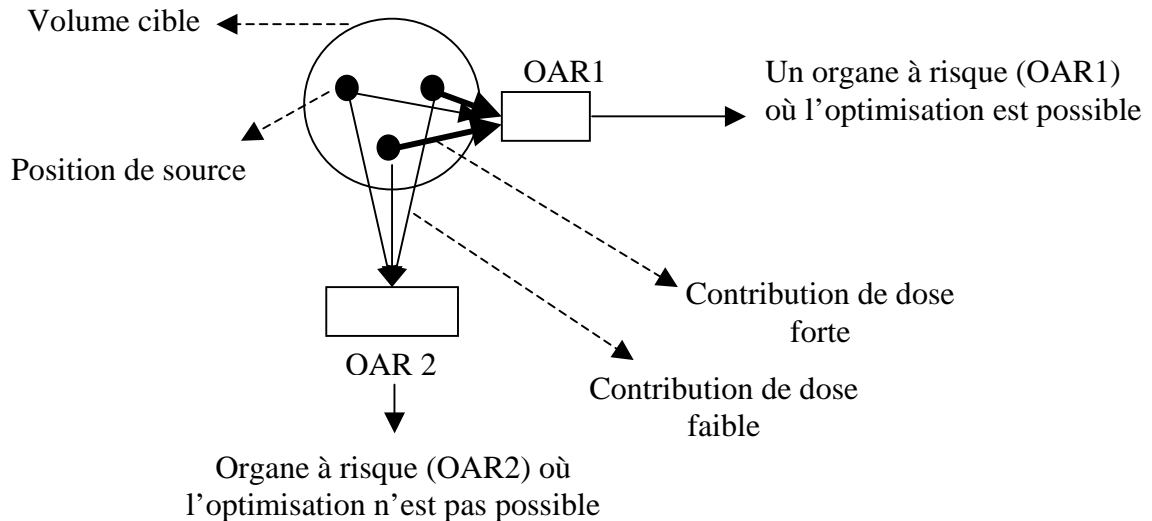 Volume cible
OAR1
Un organe à risque (OAR1)
où l'optimisation est possible
Position de source
Contribution de dose
forte
OAR 2
Contribution de dose
faible
Organe à risque (OAR2) où
l'optimisation n'est pas possible